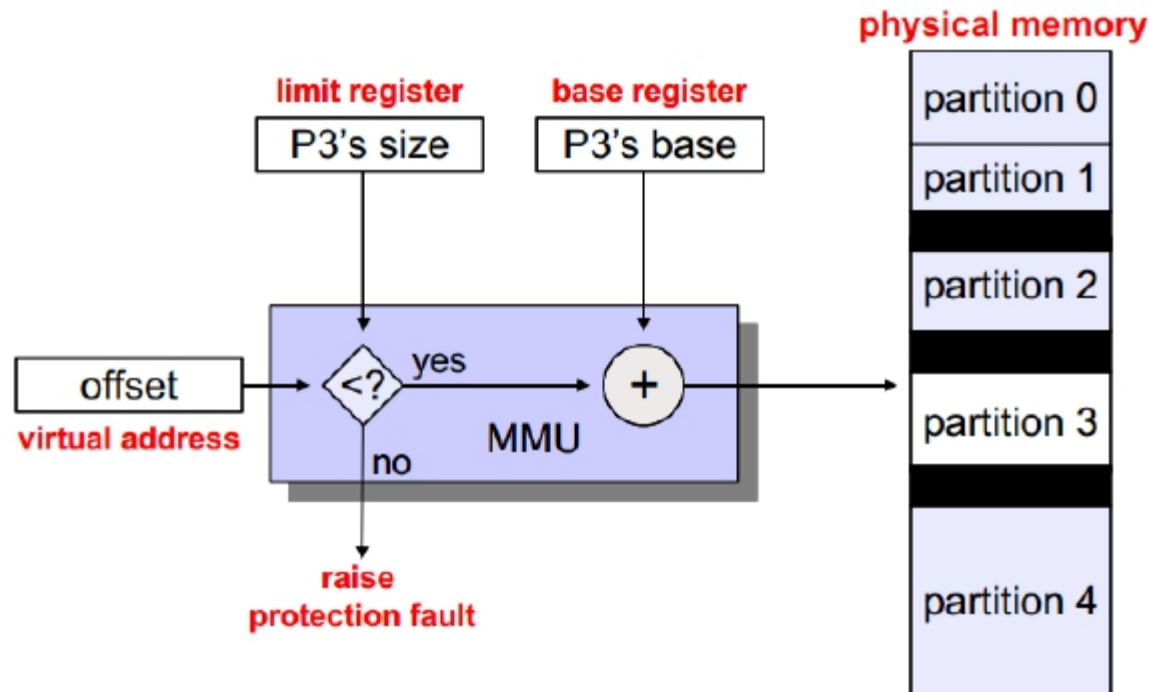 physical memory
limit register
base register
P3's size
P3's base
partition 0
partition 1
partition 2
partition 3
partition 4
offset
virtual address
<?
yes
+
MMU
no
raise
protection fault